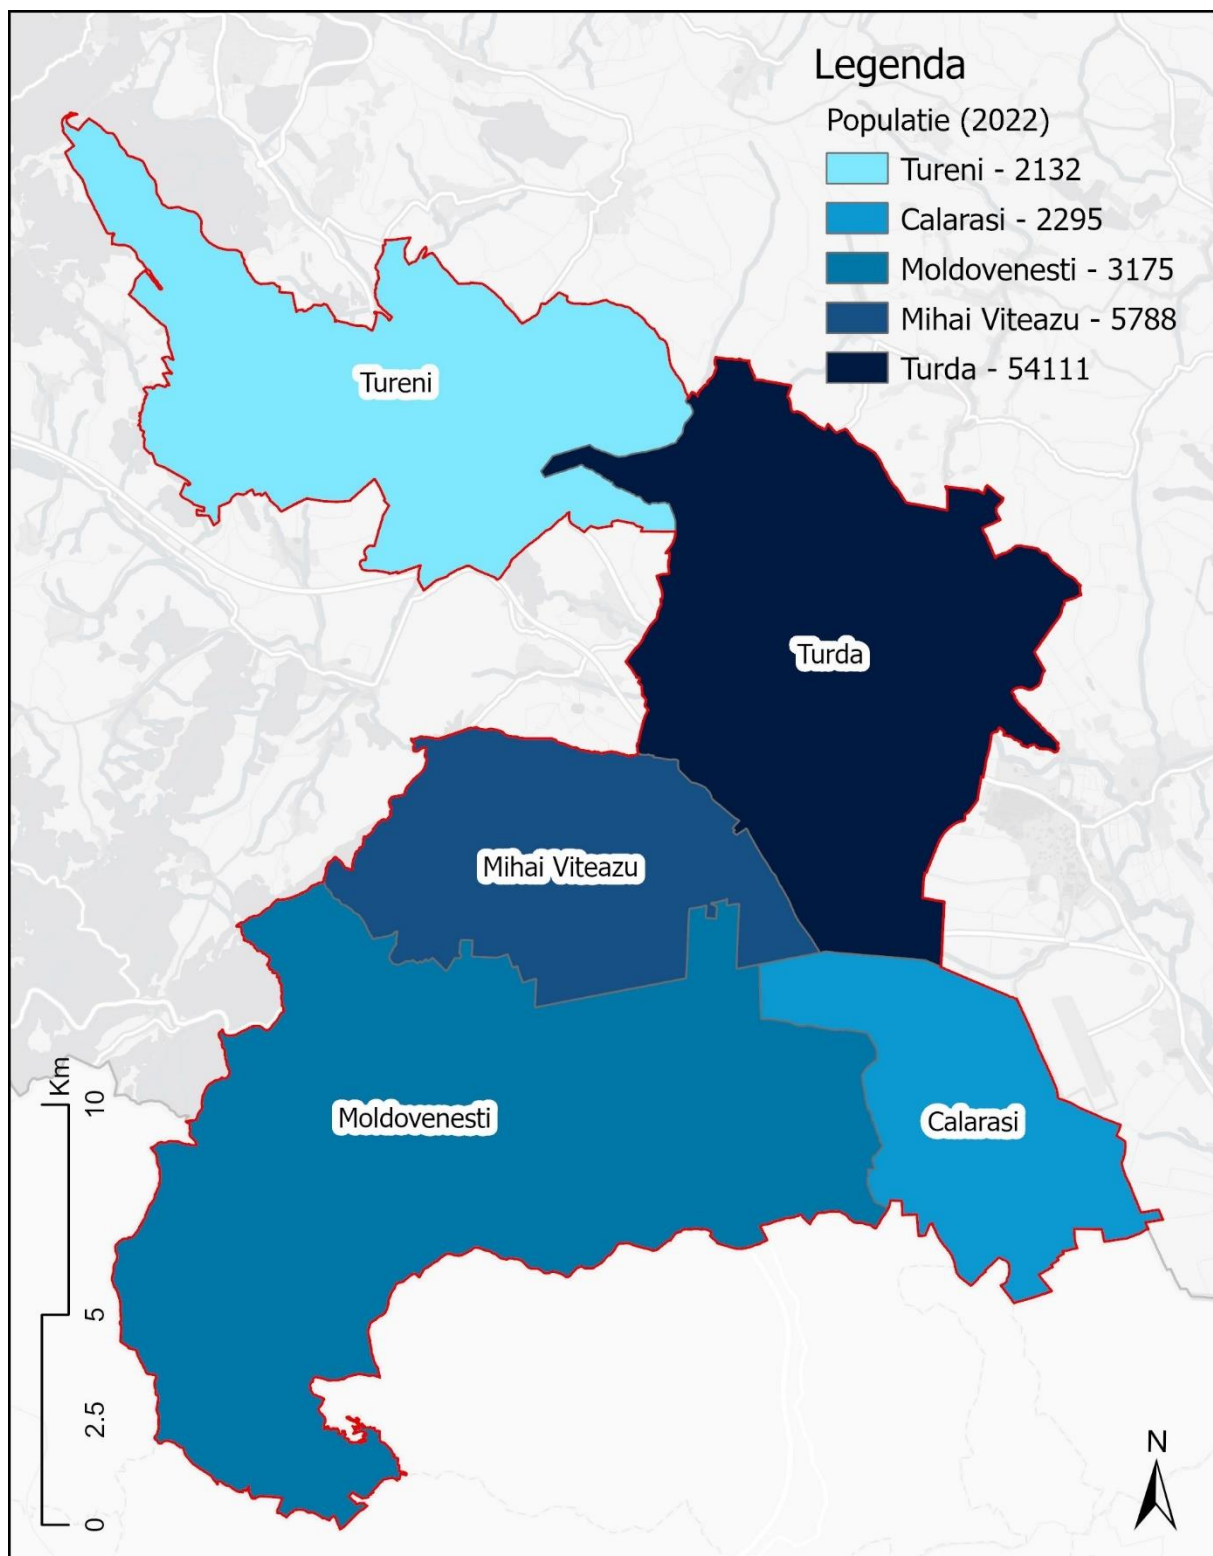 Legenda
Populatie (2022)
Tureni - 2132
Calarasi - 2295
Moldovenesti - 3175
Mihai Viteazu - 5788
Turda - 54111
Tureni
Turda
Mihai Viteazu
Moldovenesti
Calarasi
Km
10
5
2.5
0
N